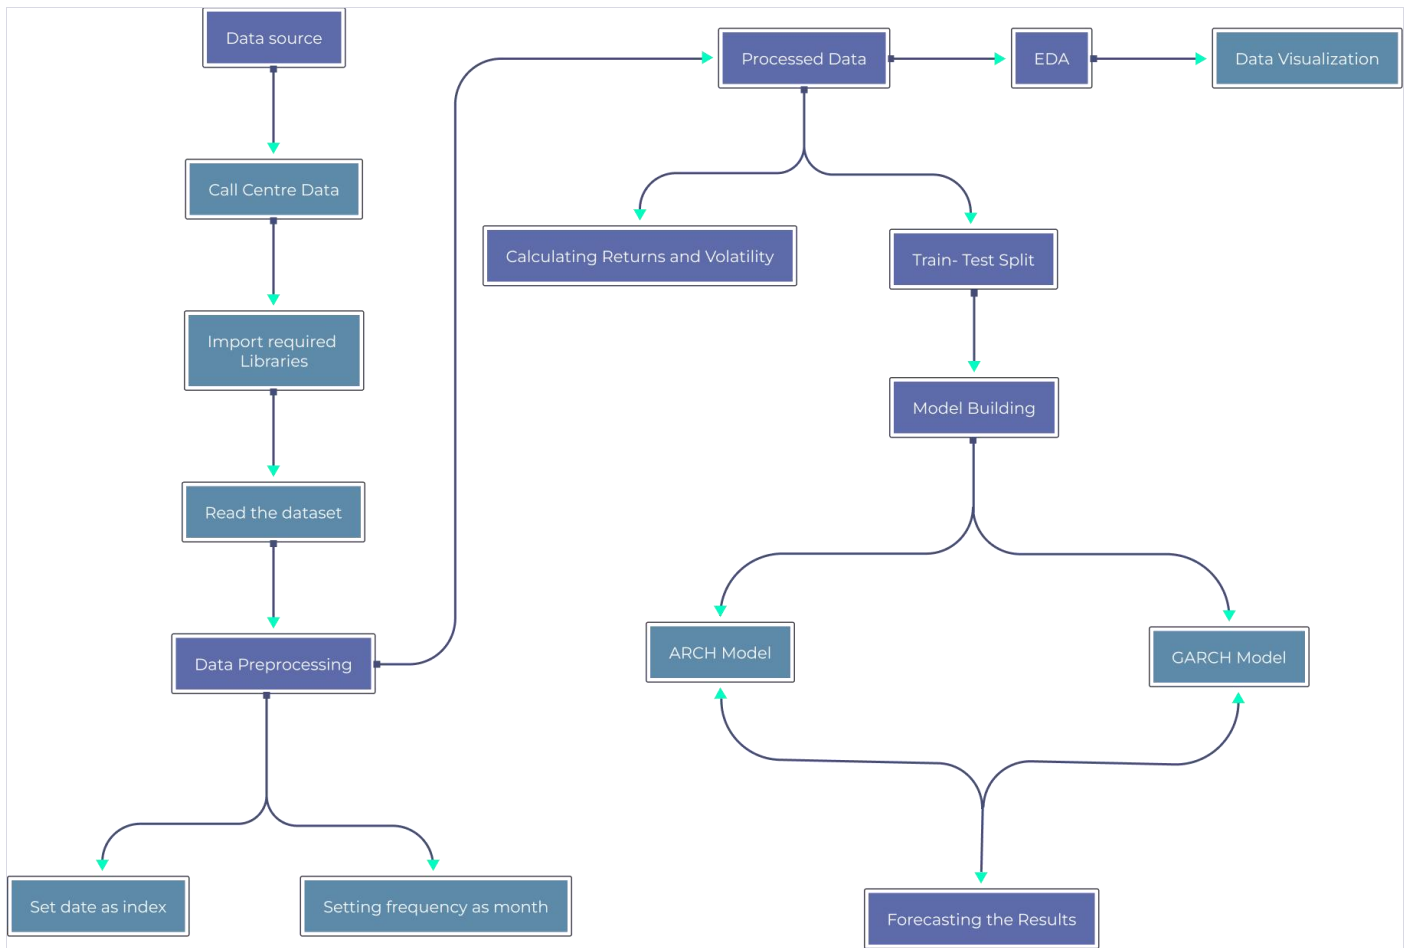 Data source
Call Centre Data
Import required
Libraries
Read the dataset
Data Preprocessing
Set date as index
Setting frequency as month
Processed Data
EDA
Data Visualization
Calculating Returns and Volatility
Train- Test Split
Model Building
ARCH Model
GARCH Model
Forecasting the Results